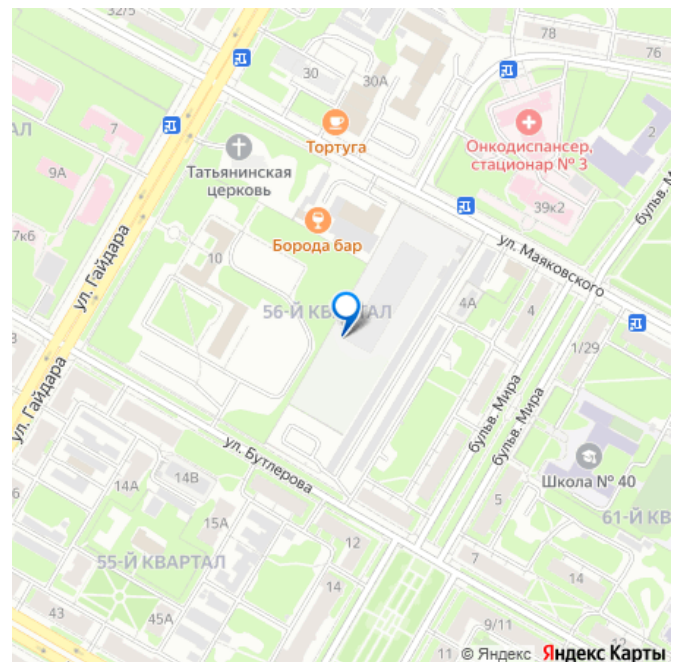 32/5
78
76
30
30А
7
АЛ
Тортуга
Онкодиспансер,
стационар № 3
2
9А
Татьянинская
церковь
39к2
7к6
Борода бар
10
ул. Маяковского
бульв. М
ул. Гайдара
56-Й КВАРТАЛ
4А
4
1/29
ул. Гайдара
бульв. Мира
бульв. Мира
ул. Бутлерова
Школа № 40
14А
14В
15А
5
61-Й КВ
12
55-Й КВАРТАЛ
7
14
14
43
45А
9/11
11
© Яндекс Яндекс Карты